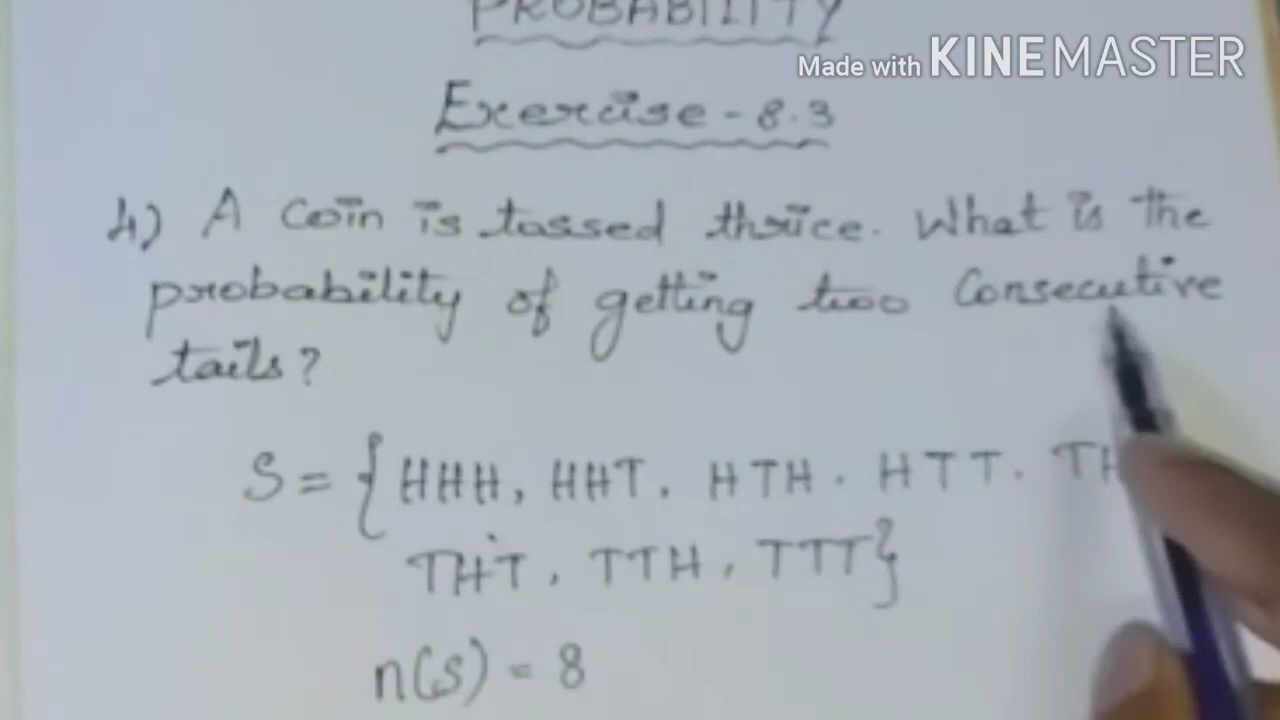 PROBABILITY
Made with KINEMASTER
Exercise - 8.3
4) A Coin is tossed thrice. What is the
probability of getting two Consecutive
tails?
S = { HHH, HHT, HTH. HTT. TH
THT, TTH, TTT}
n(S) = 8